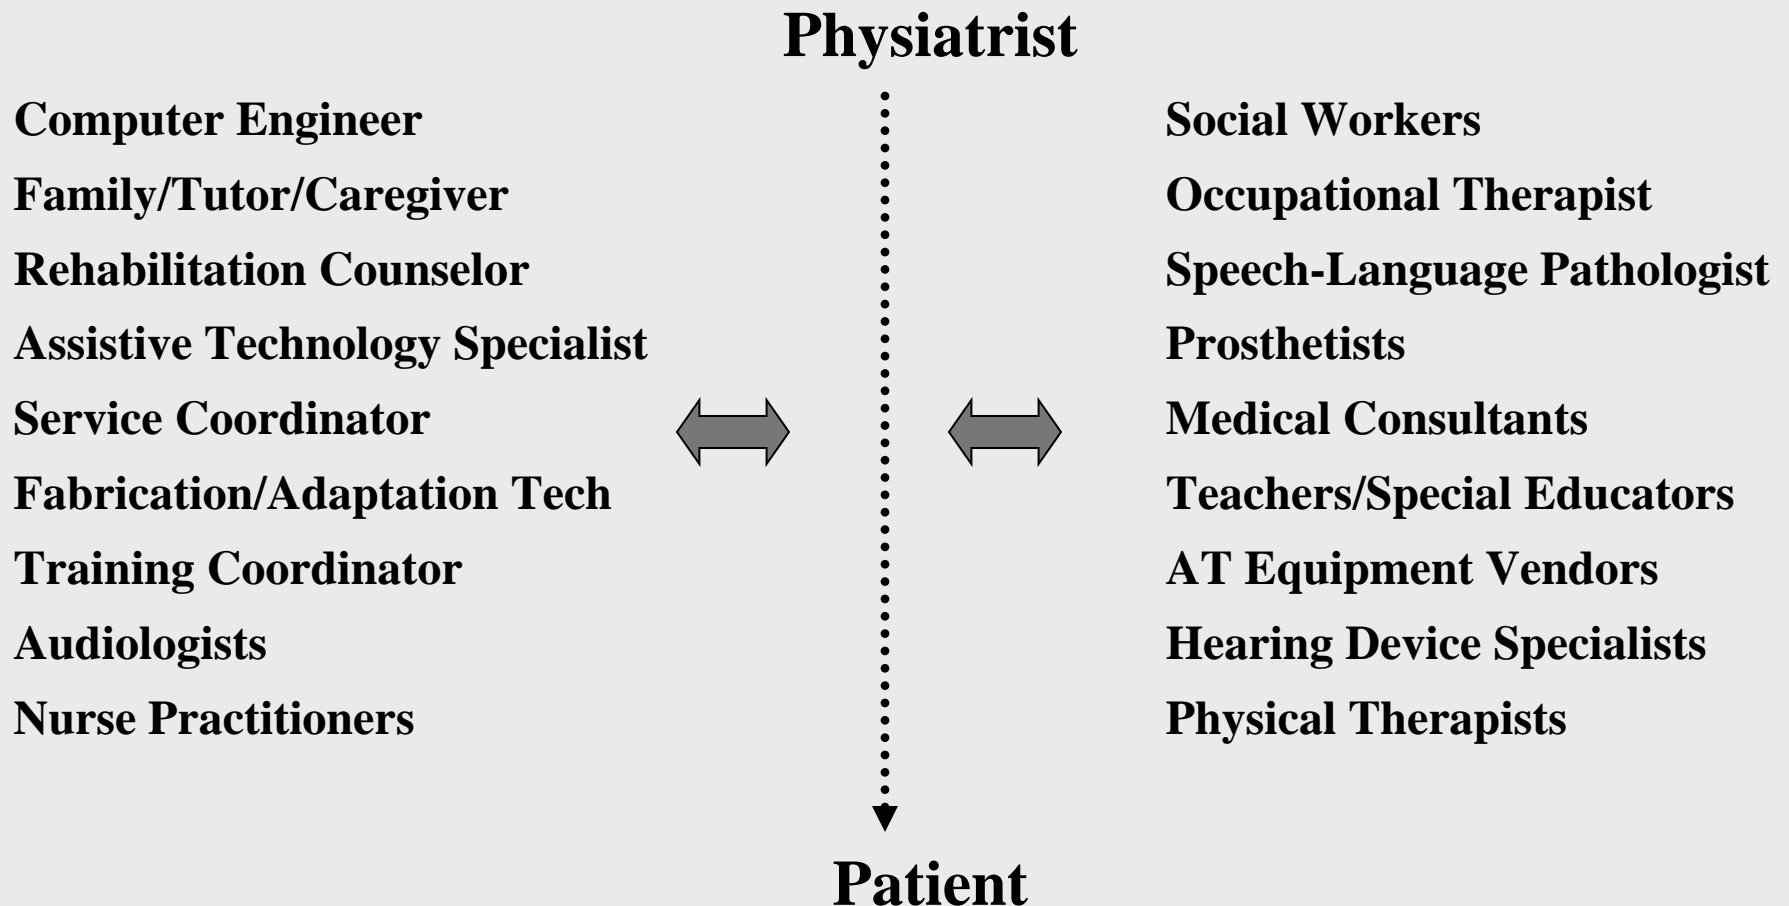 Physiatrist
Computer Engineer
Family/Tutor/Caregiver
Rehabilitation Counselor
Assistive Technology Specialist
Service Coordinator
Fabrication/Adaptation Tech
Training Coordinator
Audiologists
Nurse Practitioners
Social Workers
Occupational Therapist
Speech-Language Pathologist
Prosthetists
Medical Consultants
Teachers/Special Educators
AT Equipment Vendors
Hearing Device Specialists
Physical Therapists
Patient